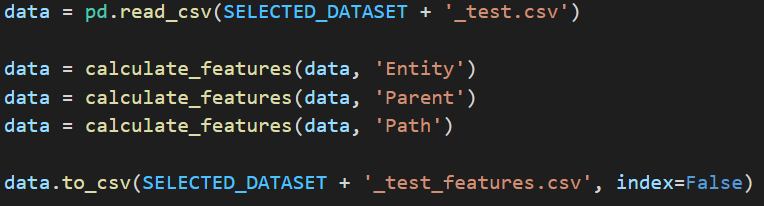 data = pd.read_csv(SELECTED_DATASET + '_test.csv')
data = calculate_features(data, 'Entity')
data = calculate_features(data, 'Parent')
data = calculate_features(data, 'Path')
data.to_csv(SELECTED_DATASET + '_test_features.csv', index=False)